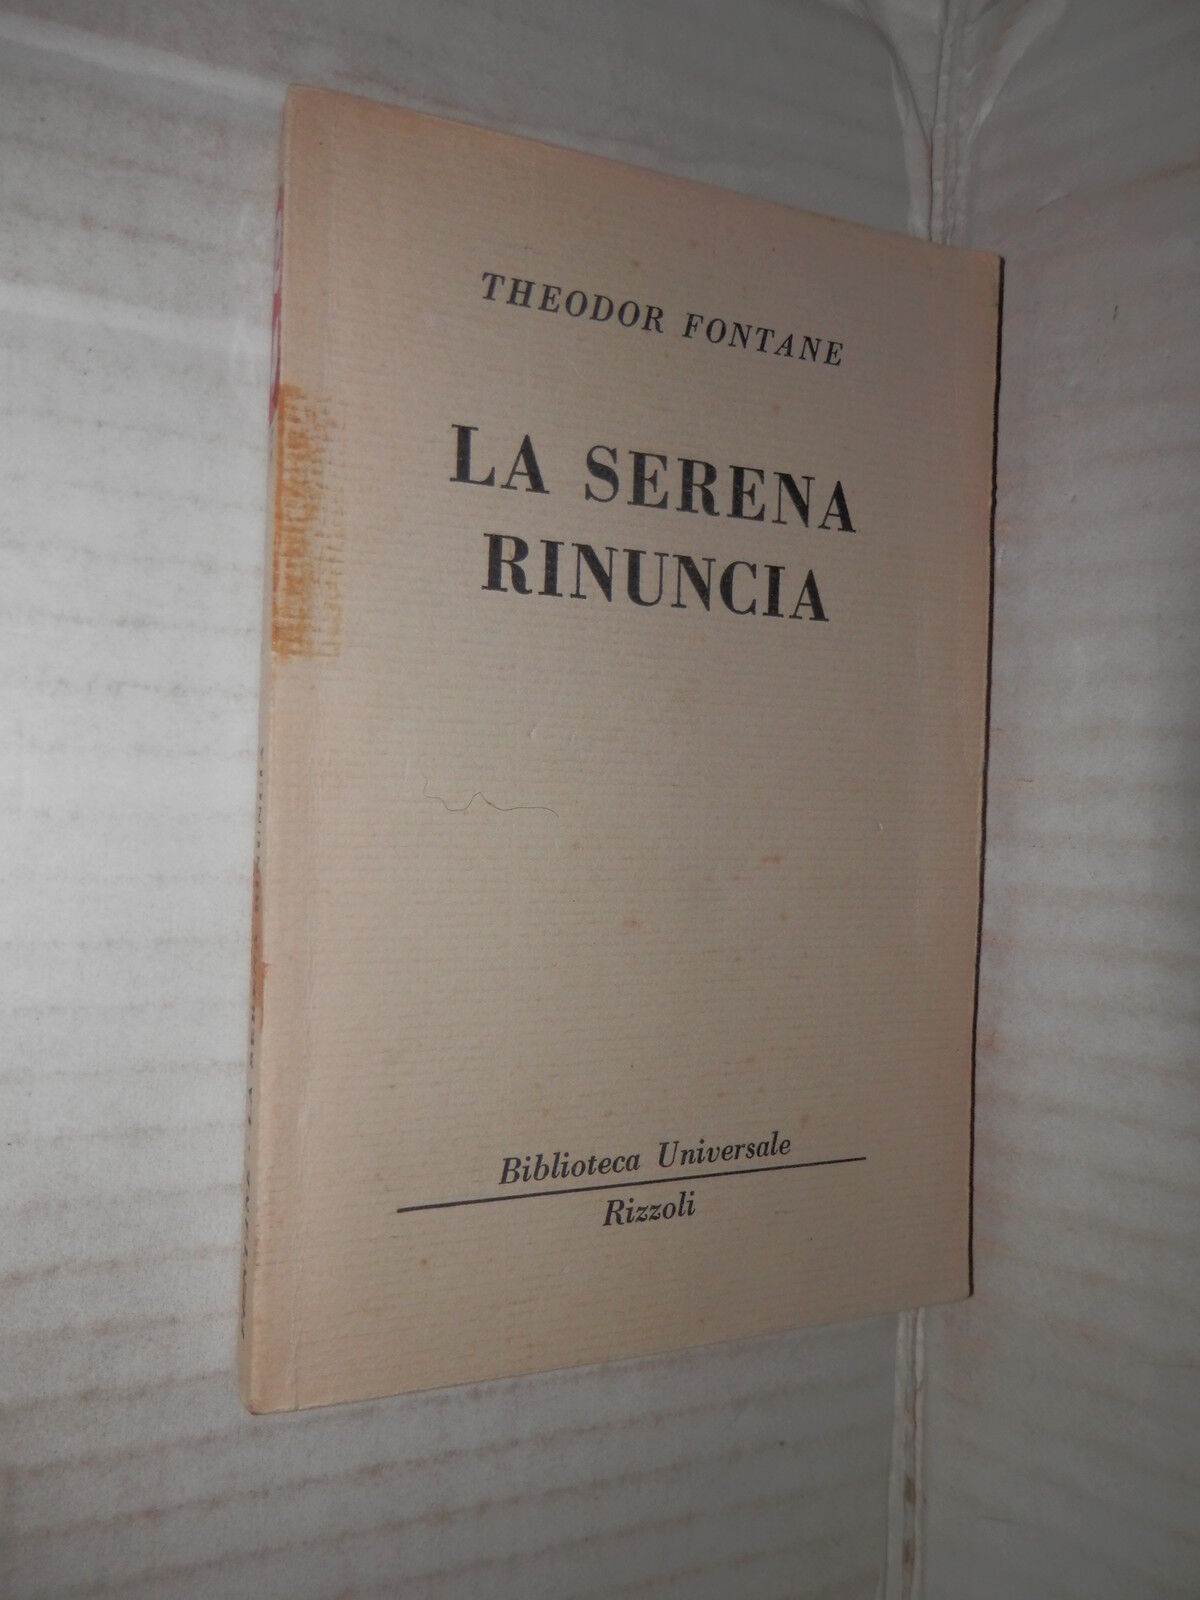 THEODOR FONTANE
LA SERENA
RINUNCIA
Biblioteca Universale
Rizzoli